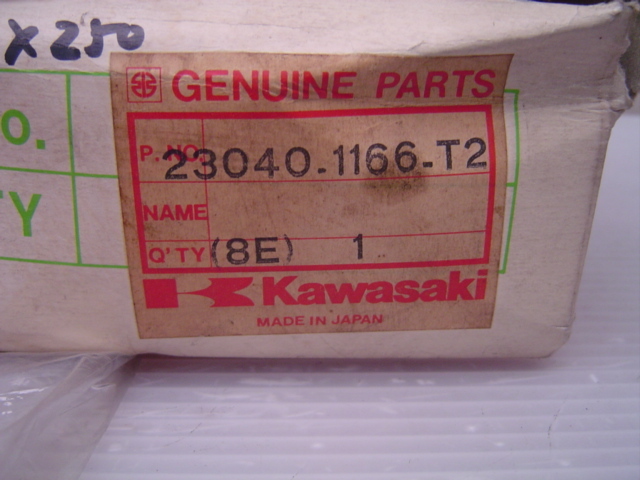 x250
GENUINE PARTS
o.
P. NO. 23040-1166-T2
TY
NAME
Q'TY (8E) 1
Kawasaki
MADE IN JAPAN